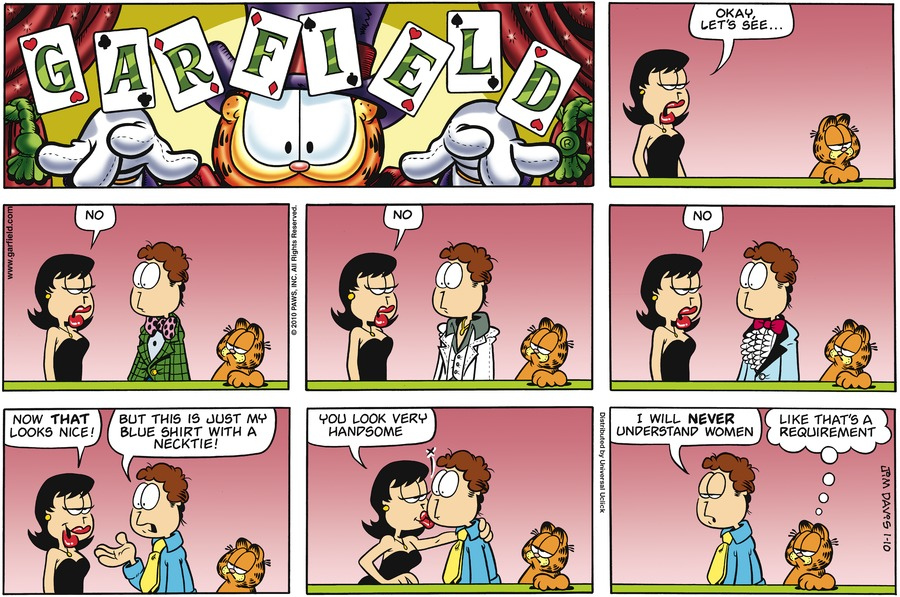 GARFIELD
OKAY,
LET'S SEE...
www.garfield.com
NO
© 2010 PAWS, INC. All Rights Reserved.
NO
NO
NOW THAT
LOOKS NICE!
BUT THIS IS JUST MY
BLUE SHIRT WITH A
NECKTIE!
YOU LOOK VERY
HANDSOME
Distributed by Universal Uclick
I WILL NEVER
UNDERSTAND WOMEN
LIKE THAT'S A
REQUIREMENT
JIM DAVIS 1-10